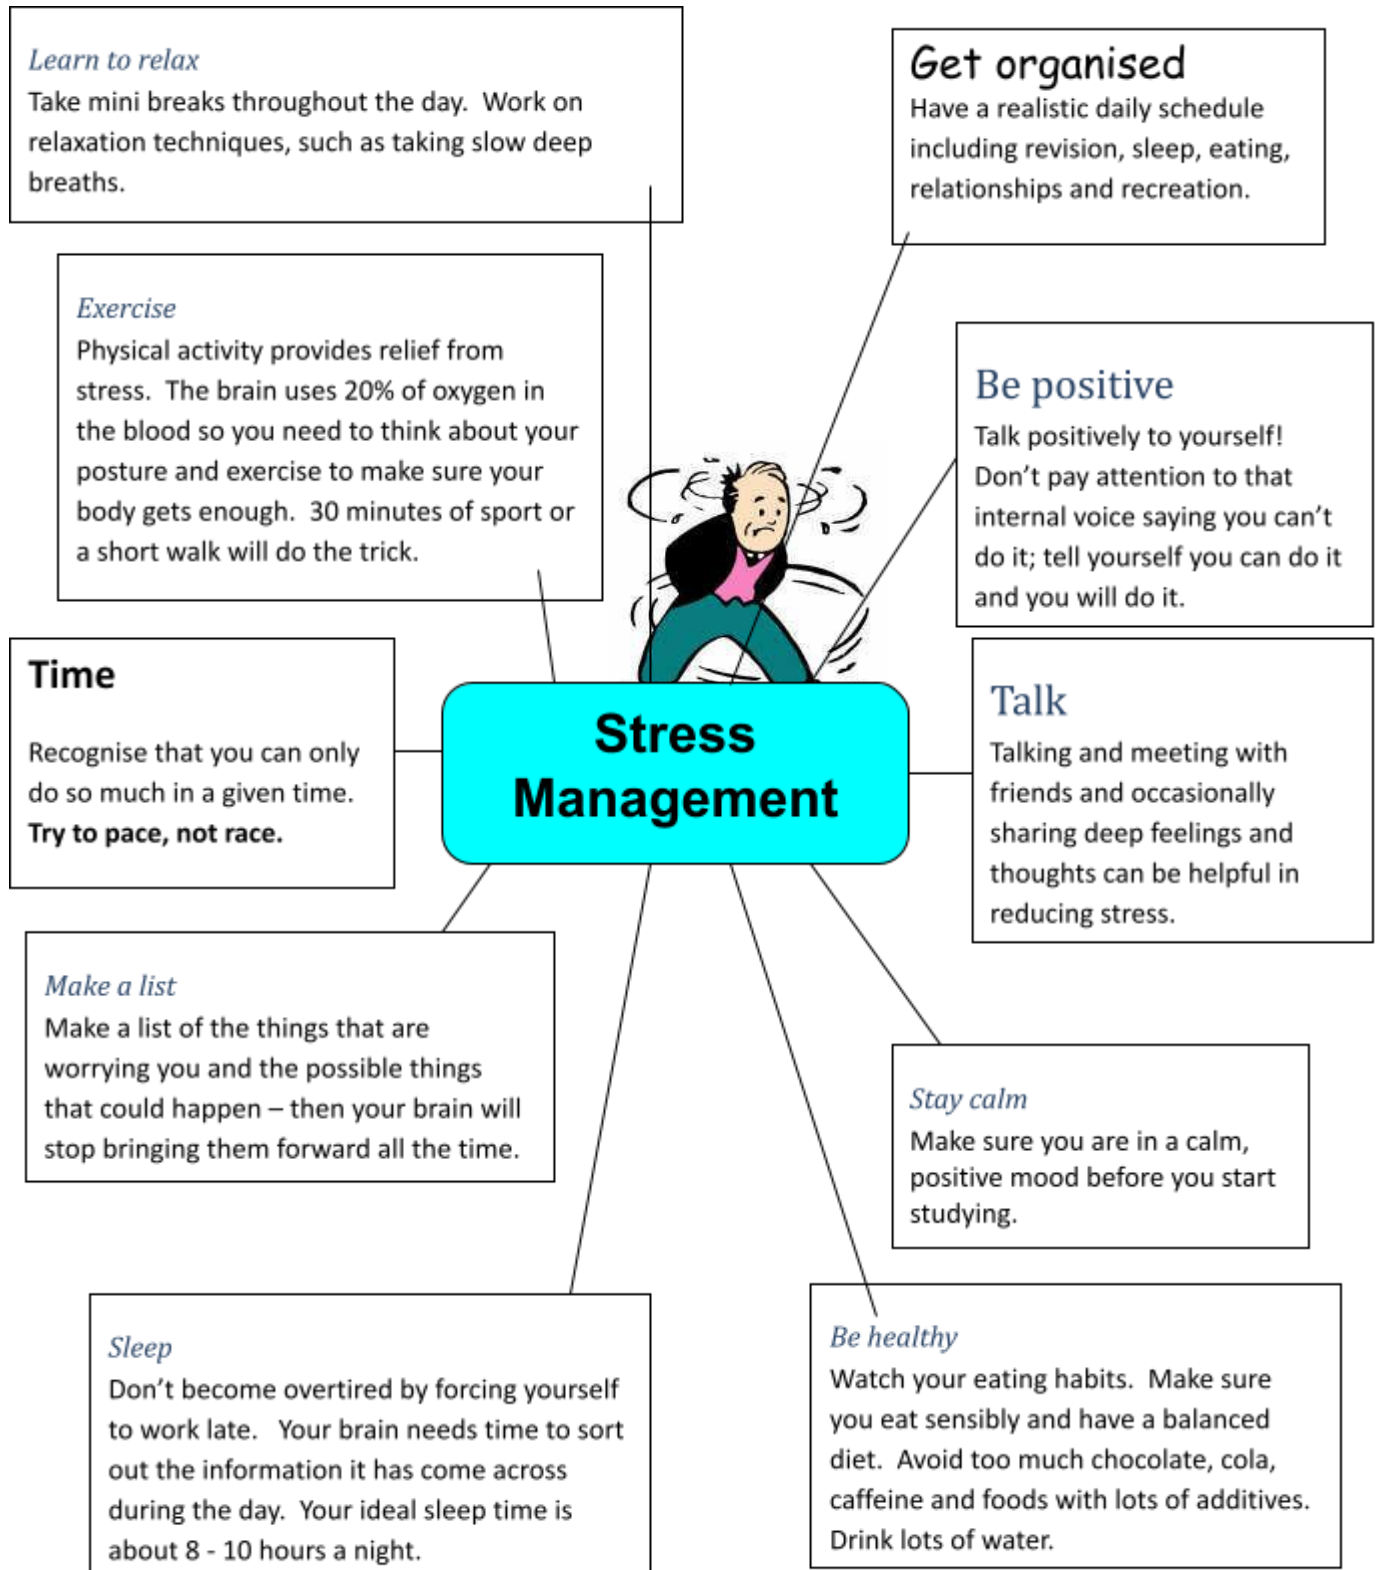 Learn to relax
Take mini breaks throughout the day.  Work on
relaxation techniques, such as taking slow deep
breaths.
Get organised
Have a realistic daily schedule
including revision, sleep, eating,
relationships and recreation.
Exercise
Physical activity provides relief from
stress.  The brain uses 20% of oxygen in
the blood so you need to think about your
posture and exercise to make sure your
body gets enough.  30 minutes of sport or
a short walk will do the trick.
Be positive
Talk positively to yourself!
Don’t pay attention to that
internal voice saying you can’t
do it; tell yourself you can do it
and you will do it.
Time
Recognise that you can only
do so much in a given time.
Try to pace, not race.
Stress
Management
Talk
Talking and meeting with
friends and occasionally
sharing deep feelings and
thoughts can be helpful in
reducing stress.
Make a list
Make a list of the things that are
worrying you and the possible things
that could happen – then your brain will
stop bringing them forward all the time.
Stay calm
Make sure you are in a calm,
positive mood before you start
studying.
Sleep
Don’t become overtired by forcing yourself
to work late.   Your brain needs time to sort
out the information it has come across
during the day.  Your ideal sleep time is
about 8 - 10 hours a night.
Be healthy
Watch your eating habits.  Make sure
you eat sensibly and have a balanced
diet.  Avoid too much chocolate, cola,
caffeine and foods with lots of additives.
Drink lots of water.